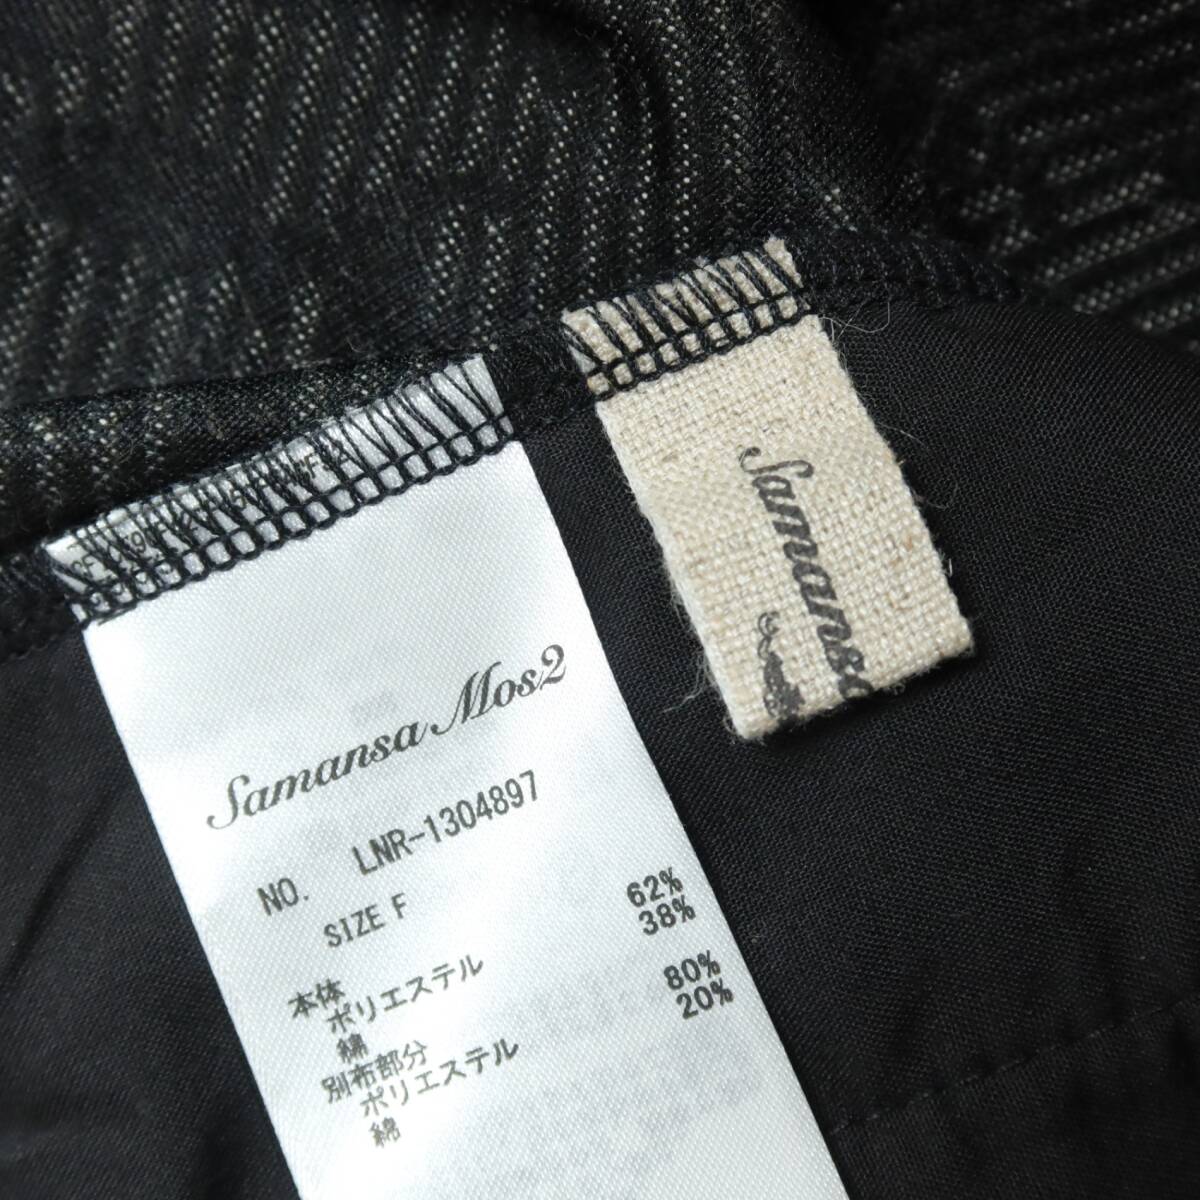 Samansa Mos2
NO. LNR-1304897
SIZE F
本体
ポリエステル 62%
綿 38%
別布部分
ポリエステル 80%
綿 20%
Samansa